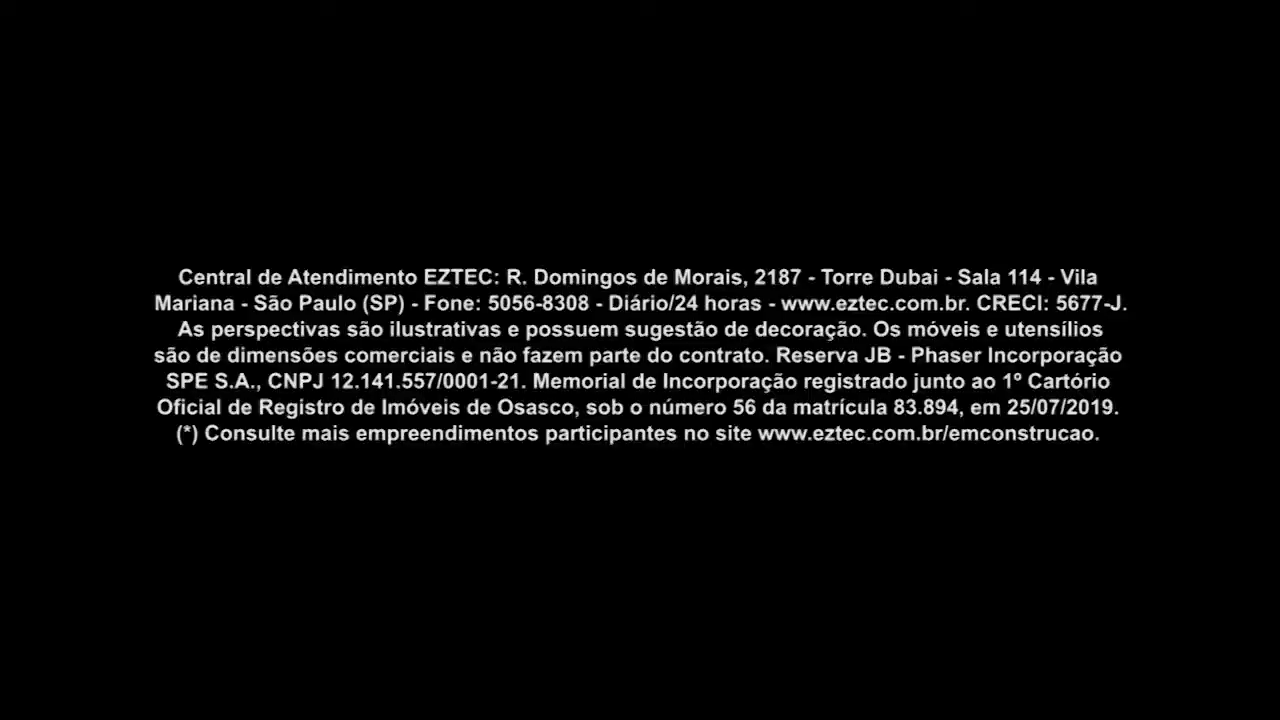 Central de Atendimento EZTEC: R. Domingos de Morais, 2187 - Torre Dubai - Sala 114 - Vila
Mariana - São Paulo (SP) - Fone: 5056-8308 - Diário/24 horas - www.eztec.com.br. CRECI: 5677-J.
As perspectivas são ilustrativas e possuem sugestão de decoração. Os móveis e utensílios
são de dimensões comerciais e não fazem parte do contrato. Reserva JB - Phaser Incorporação
SPE S.A., CNPJ 12.141.557/0001-21. Memorial de Incorporação registrado junto ao 1º Cartório
Oficial de Registro de Imóveis de Osasco, sob o número 56 da matrícula 83.894, em 25/07/2019.
(*) Consulte mais empreendimentos participantes no site www.eztec.com.br/emconstrucao.